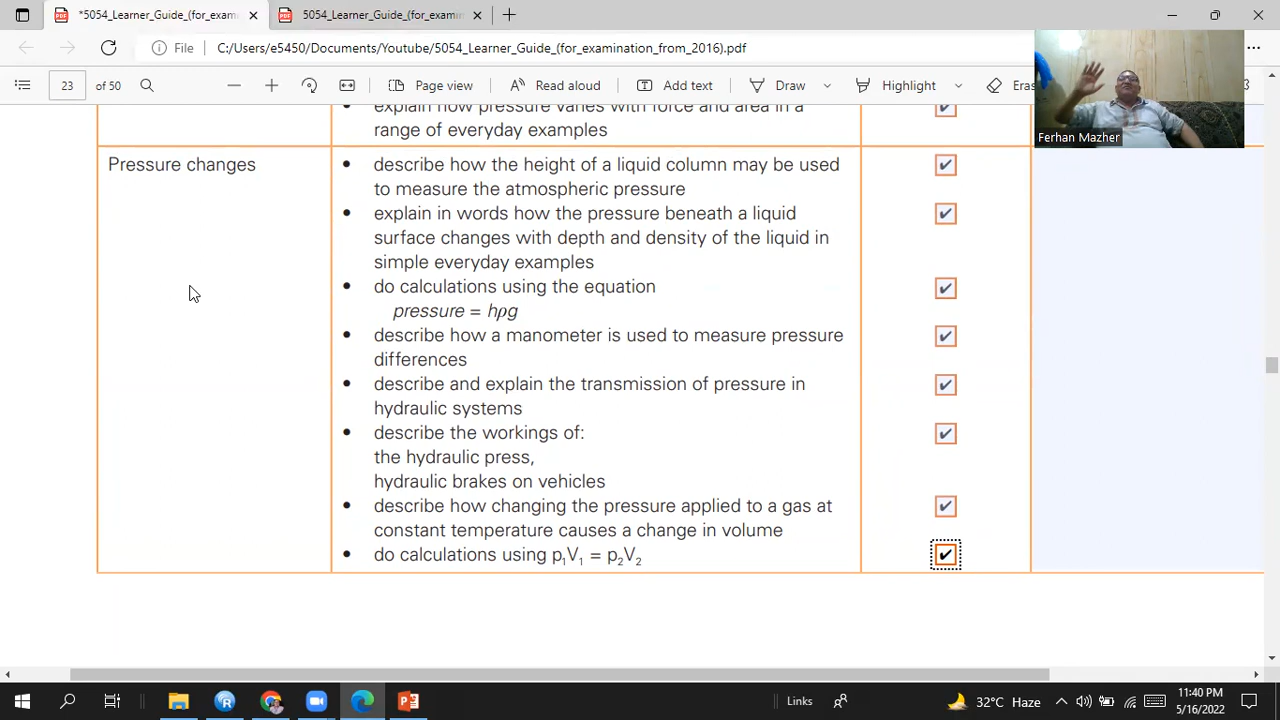 *5054_Learner_Guide_(for_exam
5054_Learner_Guide_(for_examin
File
C:/Users/e5450/Documents/Youtube/5054_Learner_Guide_(for_examination_from_2016).pdf
23
of 50
Page view
Read aloud
Add text
Draw
Highlight
Eras
Ferhan Mazher
explain how pressure varies with force and area in a
range of everyday examples
Pressure changes
• describe how the height of a liquid column may be used
to measure the atmospheric pressure
• explain in words how the pressure beneath a liquid
surface changes with depth and density of the liquid in
simple everyday examples
• do calculations using the equation
pressure = hρg
• describe how a manometer is used to measure pressure
differences
• describe and explain the transmission of pressure in
hydraulic systems
• describe the workings of:
the hydraulic press,
hydraulic brakes on vehicles
• describe how changing the pressure applied to a gas at
constant temperature causes a change in volume
• do calculations using p₁V₁ = p₂V₂
Links
32°C Haze
11:40 PM
5/16/2022